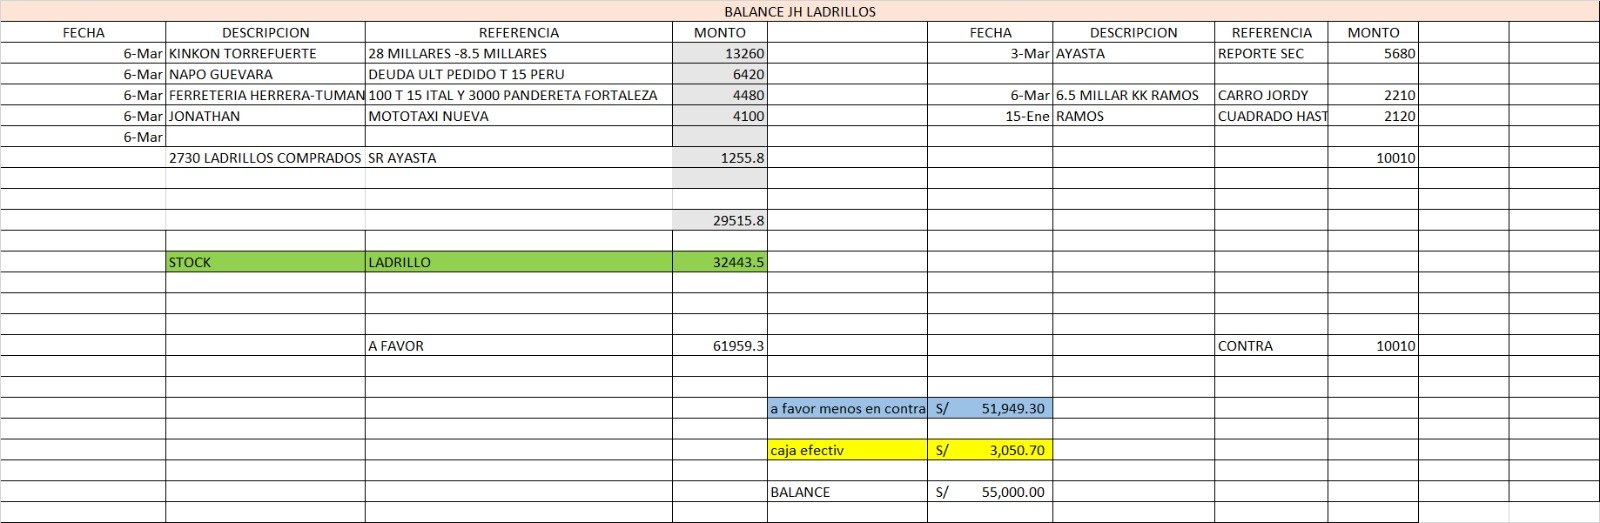 BALANCE JH LADRILLOS
FECHA DESCRIPCION REFERENCIA MONTO FECHA DESCRIPCION REFERENCIA MONTO
6-Mar KINKON TORREFUERTE 28 MILLARES -8.5 MILLARES 13260 3-Mar AYASTA REPORTE SEC 5680
6-Mar NAPO GUEVARA DEUDA ULT PEDIDO T 15 PERU 6420
6-Mar FERRETERIA HERRERA-TUMAN 100 T 15 ITAL Y 3000 PANDERETA FORTALEZA 4480 6-Mar 6.5 MILLAR KK RAMOS CARRO JORDY 2210
6-Mar JONATHAN MOTOTAXI NUEVA 4100 15-Ene RAMOS CUADRADO HAST 2120
6-Mar
2730 LADRILLOS COMPRADOS SR AYASTA 1255.8 10010
29515.8
STOCK LADRILLO 32443.5
A FAVOR 61959.3 CONTRA 10010
a favor menos en contra S/ 51,949.30
caja efectiv S/ 3,050.70
BALANCE S/ 55,000.00